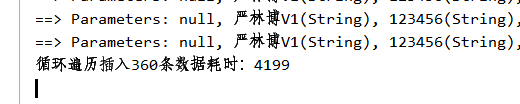 ==> Parameters: null, 严林博V1(String), 123456(String),
==> Parameters: null, 严林博V1(String), 123456(String),
循环遍历插入360条数据耗时：4199